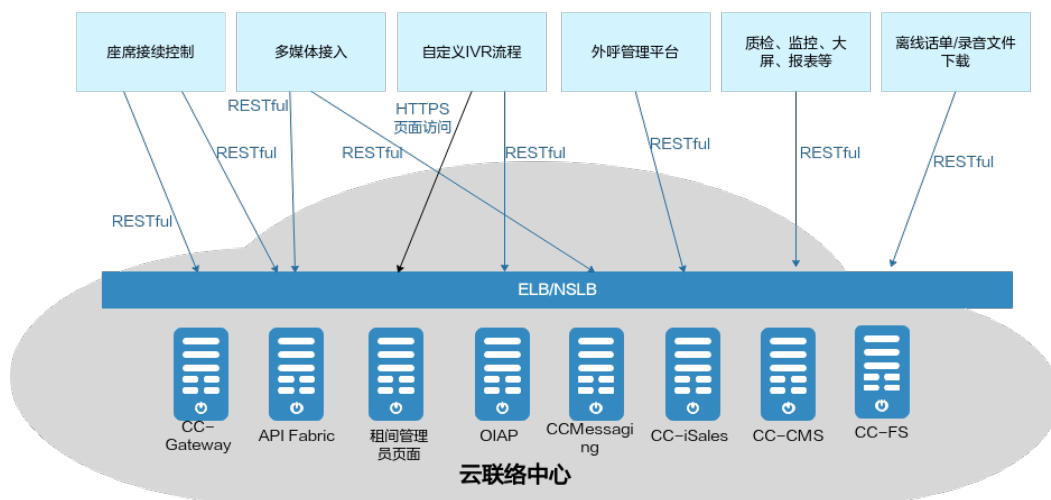 座席接续控制
多媒体接入
自定义IVR流程
外呼管理平台
质检、监控、大
屏、报表等
离线话单/录音文件
下载
RESTful
HTTPS
页面访问
RESTful
RESTful
RESTful
RESTful
RESTful
RESTful
RESTful
ELB/NSLB
CC-
Gateway
API Fabric
租间管理
员页面
OIAP
CCMessagi
ng
CC-iSales
CC-CMS
CC-FS
云联络中心